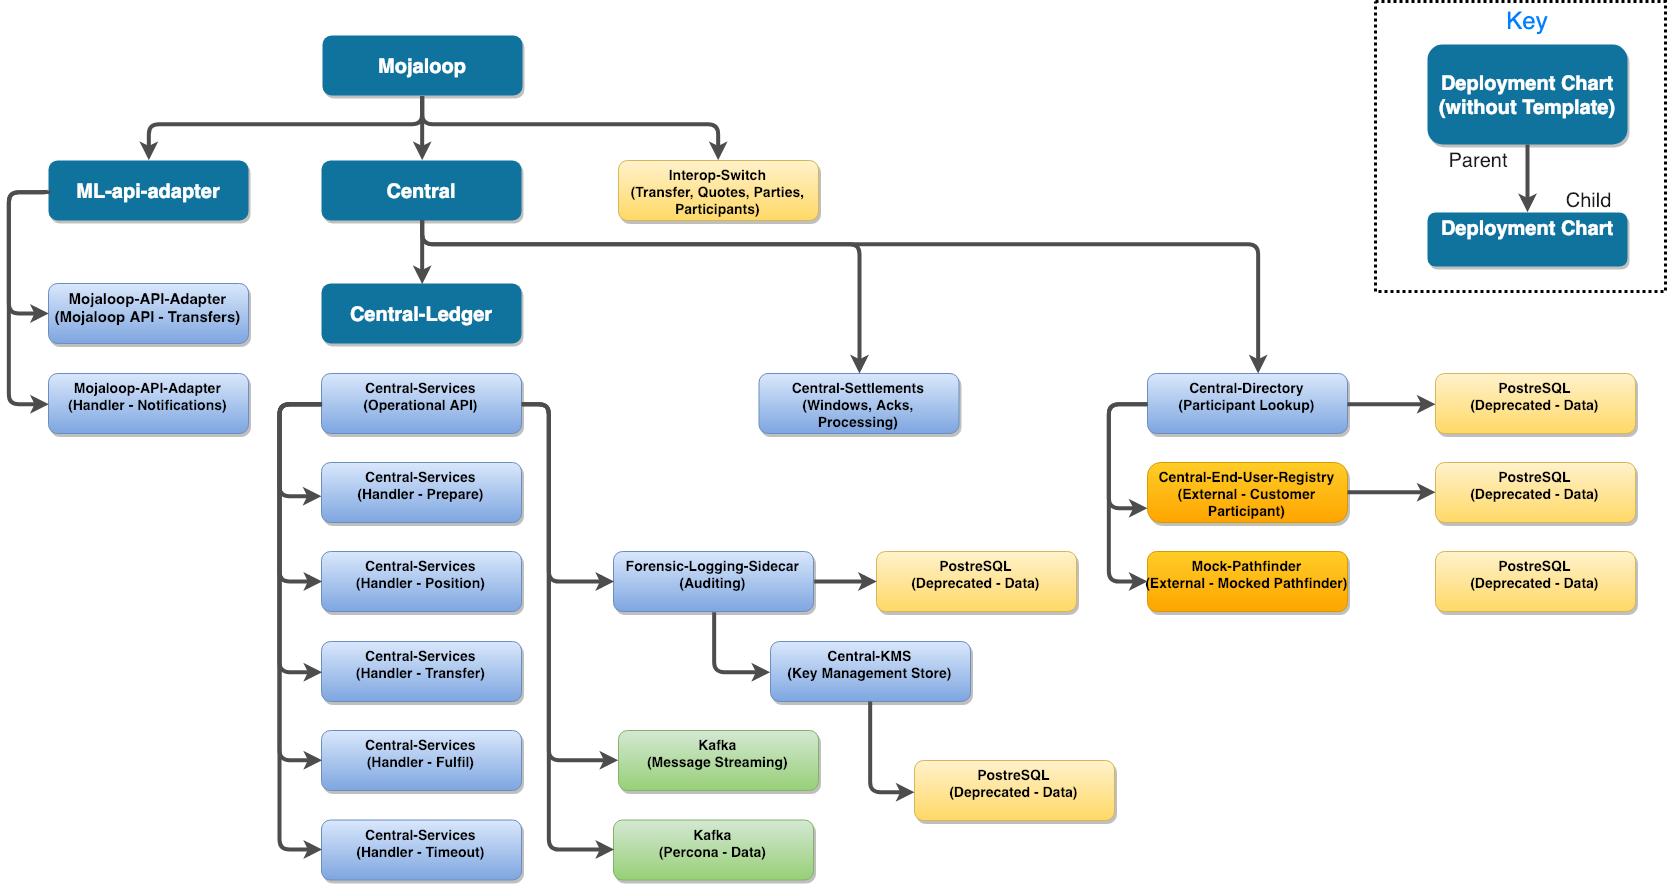 Key
Mojaloop
Deployment Chart
(without Template)
Parent
Child
Deployment Chart
ML-api-adapter
Central
Interop-Switch
(Transfer, Quotes, Parties,
Participants)
Mojaloop-API-Adapter
(Mojaloop API - Transfers)
Central-Ledger
Mojaloop-API-Adapter
(Handler - Notifications)
Central-Services
(Operational API)
Central-Settlements
(Windows, Acks,
Processing)
Central-Directory
(Participant Lookup)
PostreSQL
(Deprecated - Data)
Central-Services
(Handler - Prepare)
Central-End-User-Registry
(External - Customer
Participant)
PostreSQL
(Deprecated - Data)
Central-Services
(Handler - Position)
Forensic-Logging-Sidecar
(Auditing)
PostreSQL
(Deprecated - Data)
Mock-Pathfinder
(External - Mocked Pathfinder)
PostreSQL
(Deprecated - Data)
Central-Services
(Handler - Transfer)
Central-KMS
(Key Management Store)
Central-Services
(Handler - Fulfil)
Kafka
(Message Streaming)
PostreSQL
(Deprecated - Data)
Central-Services
(Handler - Timeout)
Kafka
(Percona - Data)